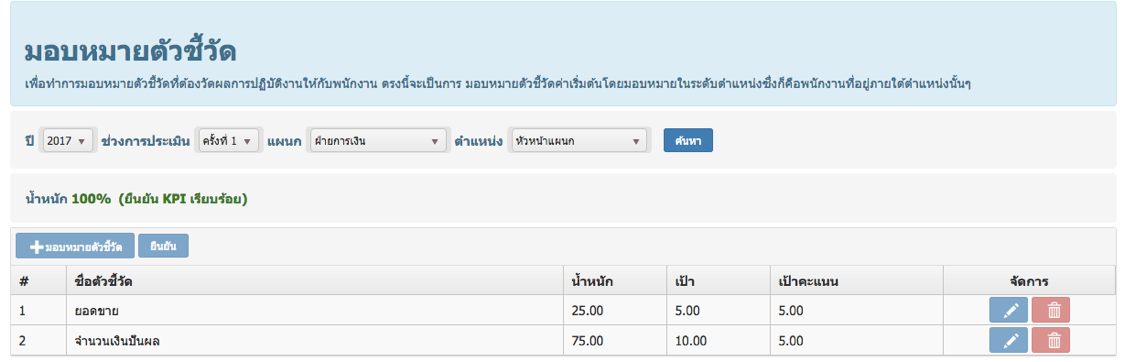 มอบหมายตัวชี้วัด
เพื่อทำการมอบหมายตัวชี้วัดที่ต้องวัดผลการปฏิบัติงานให้กับพนักงาน ตรงนี้จะเป็นการ มอบหมายตัวชี้วัดค่าเริ่มต้นโดยมอบหมายในระดับตำแหน่งซึ่งก็คือพนักงานที่อยู่ภายใต้ตำแหน่งนั้นๆ
ปี 2017 ช่วงการประเมิน ครั้งที่ 1 แผนก ฝ่ายการเงิน ตำแหน่ง หัวหน้าแผนก ค้นหา
น้ำหนัก 100% (ยืนยัน KPI เรียบร้อย)
มอบหมายตัวชี้วัด ยืนยัน
# ชื่อตัวชี้วัด น้ำหนัก เป้า เป้าคะแนน จัดการ
1 ยอดขาย 25.00 5.00 5.00
2 จำนวนเงินปันผล 75.00 10.00 5.00